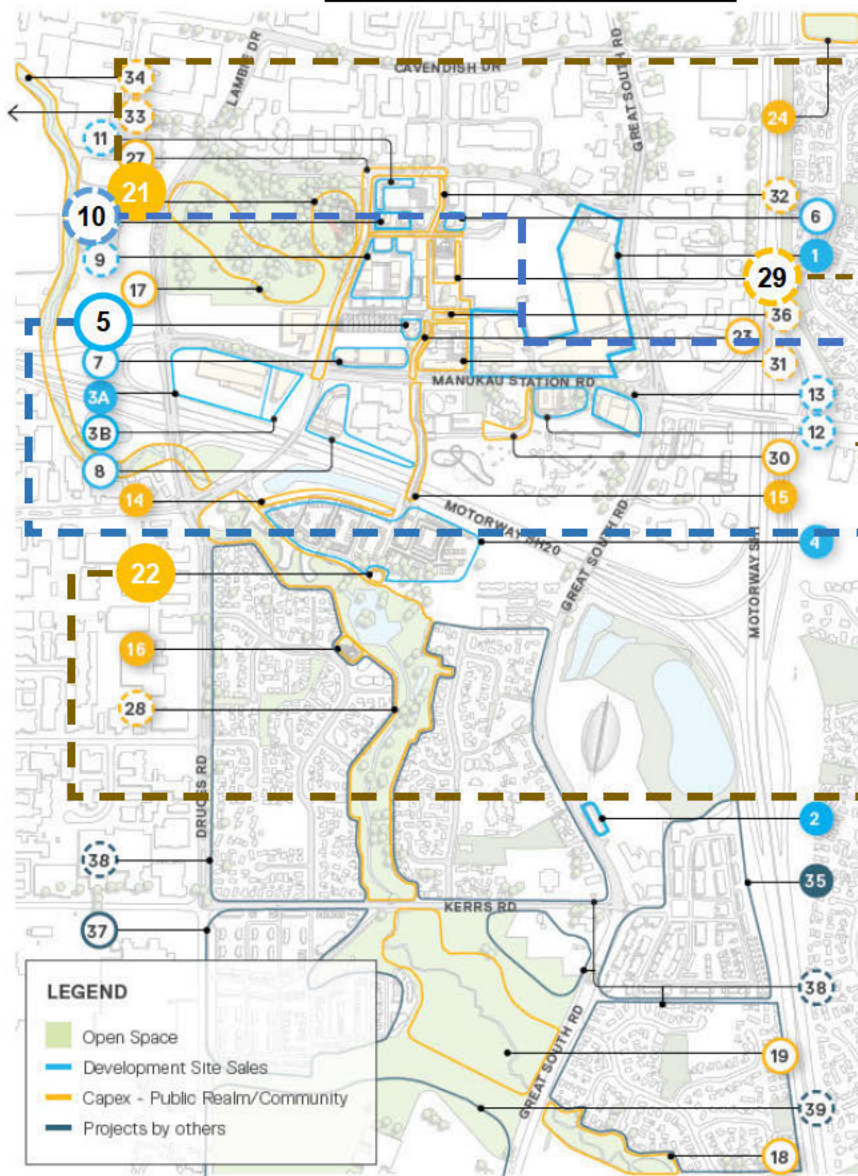 34
CAVENDISH DR
LAMBIE DR
GREAT SOUTH RD
33
24
11
27
21
32
10
6
9
1
29
17
36
5
23
7
31
MANUKAU STATION RD
3A
13
3B
12
8
30
14
15
MOTORWAY SH20
4
GREAT SOUTH RD
MOTORWAY SH1
22
16
28
DRUCES RD
2
38
35
KERRS RD
37
38
LEGEND
Open Space
Development Site Sales
Capex - Public Realm/Community
Projects by others
GREAT SOUTH RD
19
39
18